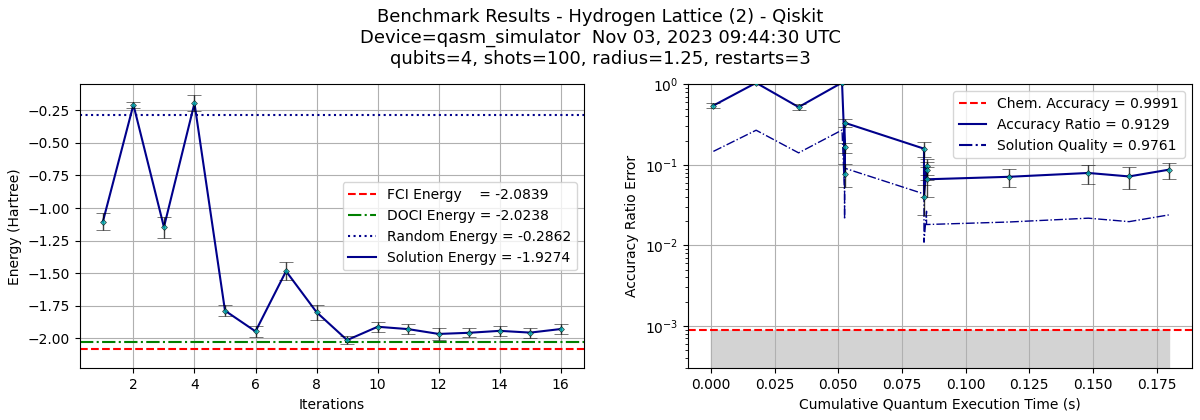 Benchmark Results - Hydrogen Lattice (2) - Qiskit
Device=qasm_simulator  Nov 03, 2023 09:44:30 UTC
qubits=4, shots=100, radius=1.25, restarts=3
Energy (Hartree)
−0.25
−0.50
−0.75
−1.00
−1.25
−1.50
−1.75
−2.00
FCI Energy    = -2.0839
DOCI Energy = -2.0238
Random Energy = -0.2862
Solution Energy = -1.9274
2 4 6 8 10 12 14 16
Iterations
Accuracy Ratio Error
10⁰
10⁻¹
10⁻²
10⁻³
Chem. Accuracy = 0.9991
Accuracy Ratio = 0.9129
Solution Quality = 0.9761
0.000 0.025 0.050 0.075 0.100 0.125 0.150 0.175
Cumulative Quantum Execution Time (s)